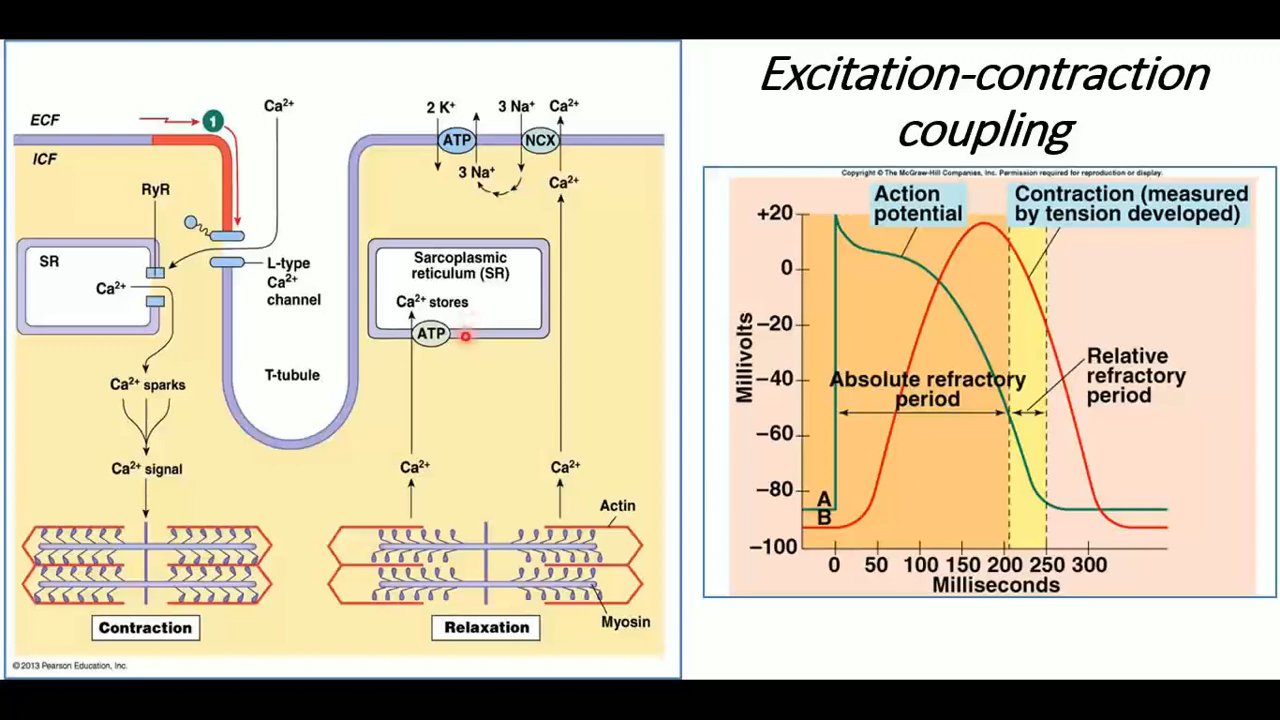 Excitation-contraction
coupling
ECF
ICF
1
Ca²⁺
RyR
SR
Ca²⁺
L-type
Ca²⁺
channel
Ca²⁺ sparks
Ca²⁺ signal
Contraction
T-tubule
2 K⁺
ATP
3 Na⁺
3 Na⁺
NCX
Ca²⁺
Ca²⁺
Sarcoplasmic
reticulum (SR)
Ca²⁺ stores
ATP
Ca²⁺
Ca²⁺
Actin
Myosin
Relaxation
©2013 Pearson Education, Inc.
Copyright © The McGraw-Hill Companies, Inc. Permission required for reproduction or display.
Action
potential
Contraction (measured
by tension developed)
Millivolts
+20
0
−20
−40
−60
−80
−100
Absolute refractory
period
Relative
refractory
period
A
B
0 50 100 150 200 250 300
Milliseconds